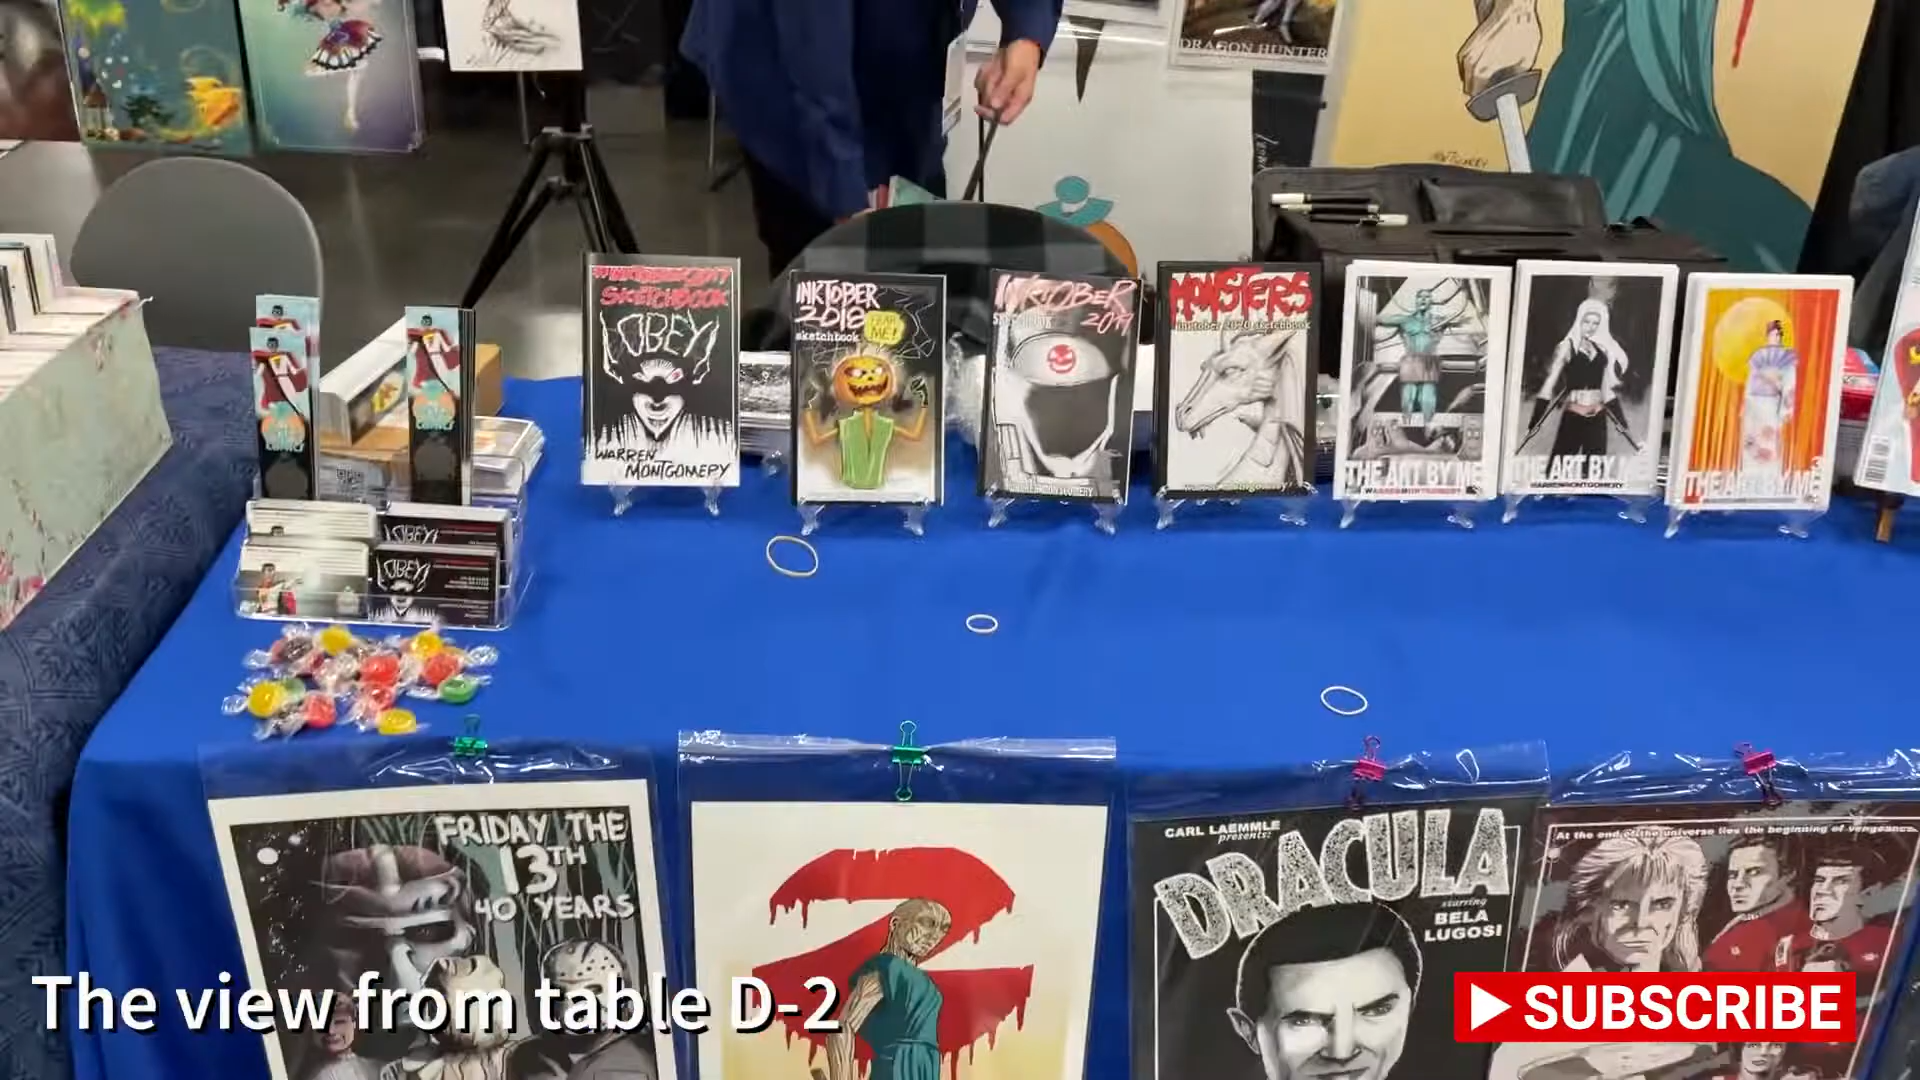 DRAGON HUNTER
#INKTOBER2017
SKETCHBOOK
OBEY
WARREN
MONTGOMERY
INKTOBER
2018
sketchbook
FEAR
ME!
INKTOBER
2019
SKETCHBOOK
MONSTERS
inktober 2020 sketchbook
THE ART BY ME
WARRENMONTGOMERY
THE ART BY ME
WARRENMONTGOMERY
THE ART BY ME
3
OBEY
OBEY
FRIDAY THE
13TH
40 YEARS
CARL LAEMMLE
presents:
DRACULA
starring
BELA
LUGOSI
At the end of the universe lies the beginning of vengeance.
The view from table D-2
SUBSCRIBE